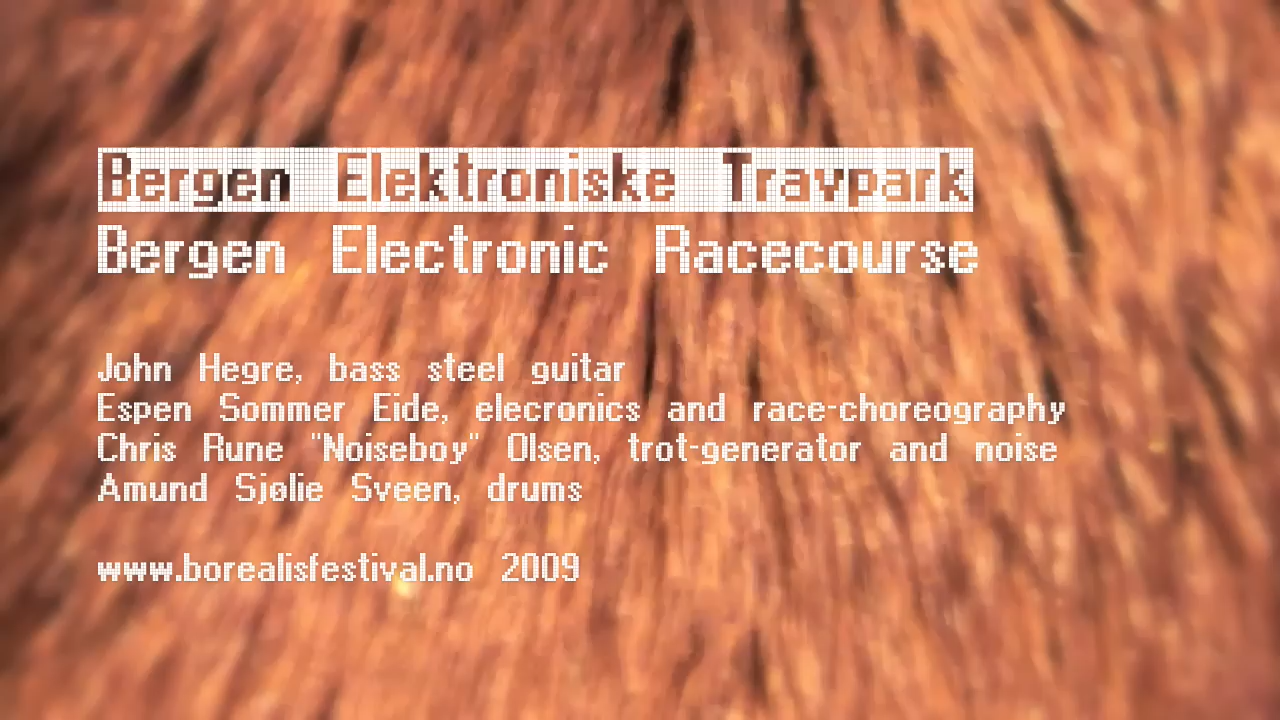 Bergen Elektroniske Travpark
Bergen Electronic Racecourse
John Hegre, bass steel guitar
Espen Sommer Eide, elecronics and race-choreography
Chris Rune "Noiseboy" Olsen, trot-generator and noise
Amund Sjølie Sveen, drums
www.borealisfestival.no 2009